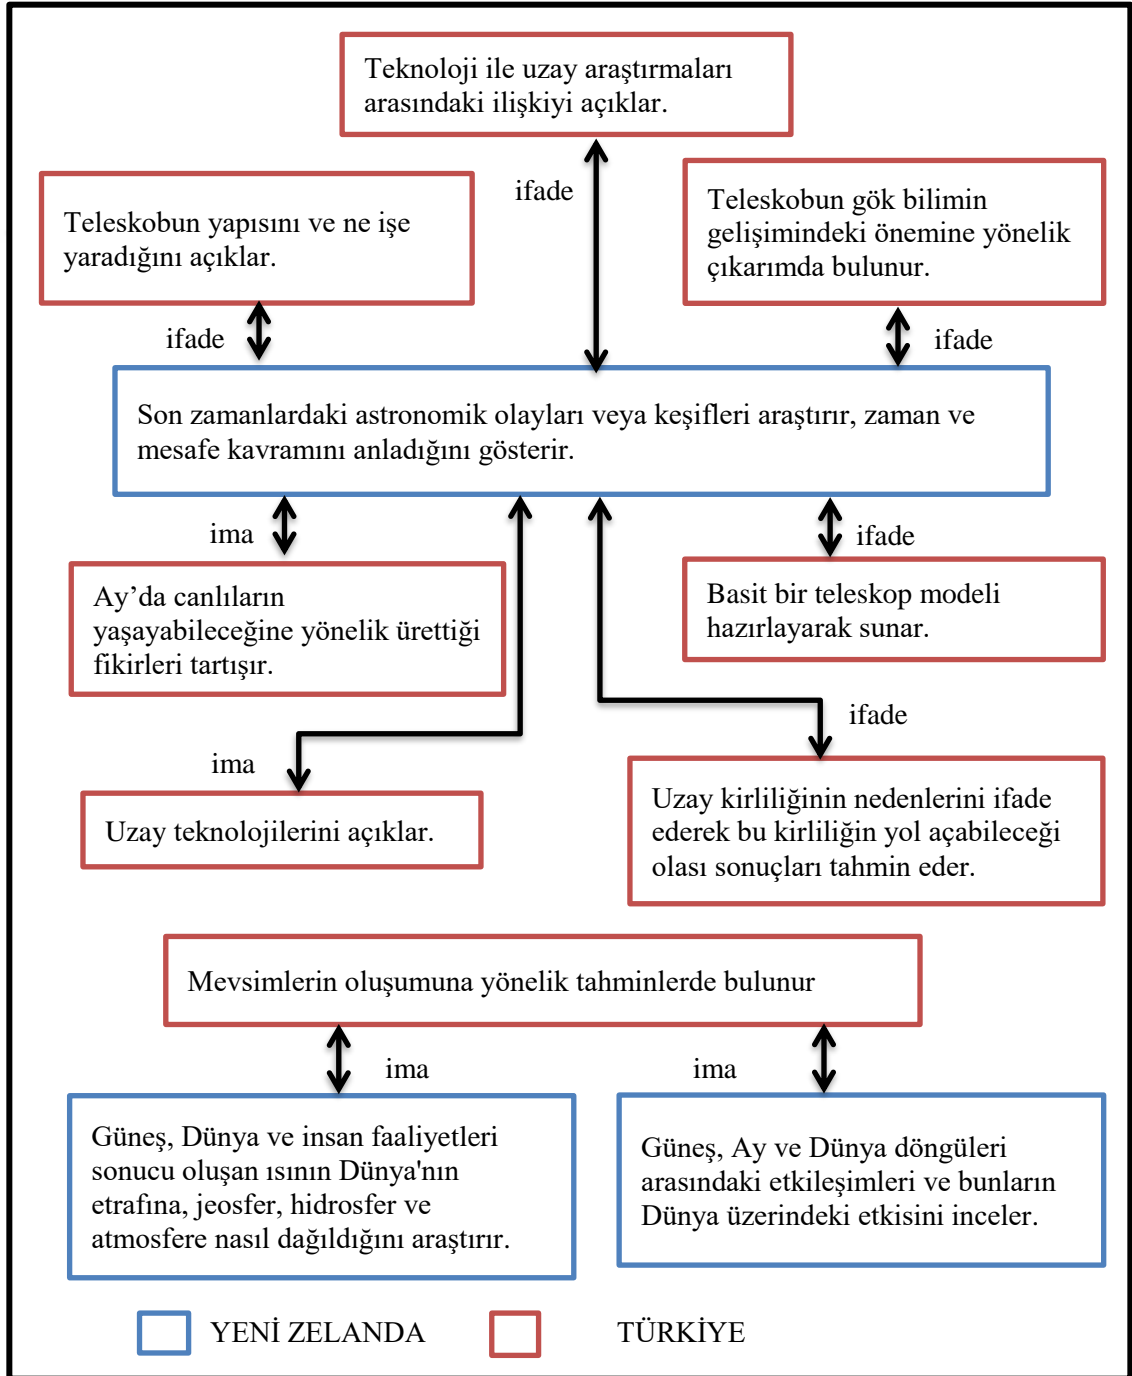 Teknoloji ile uzay araştırmaları
arasındaki ilişkiyi açıklar.
ifade
Teleskobun yapısını ve ne işe
yaradığını açıklar.
Teleskobun gök bilimin
gelişimindeki önemine yönelik
çıkarımda bulunur.
ifade
ifade
Son zamanlardaki astronomik olayları veya keşifleri araştırır, zaman ve
mesafe kavramını anladığını gösterir.
ima
ifade
Ay’da canlıların
yaşayabileceğine yönelik ürettiği
fikirleri tartışır.
Basit bir teleskop modeli
hazırlayarak sunar.
ima
ifade
Uzay teknolojilerini açıklar.
Uzay kirliliğinin nedenlerini ifade
ederek bu kirliliğin yol açabileceği
olası sonuçları tahmin eder.
Mevsimlerin oluşumuna yönelik tahminlerde bulunur
ima
ima
Güneş, Dünya ve insan faaliyetleri
sonucu oluşan ısının Dünya'nın
etrafına, jeosfer, hidrosfer ve
atmosfere nasıl dağıldığını araştırır.
Güneş, Ay ve Dünya döngüleri
arasındaki etkileşimleri ve bunların
Dünya üzerindeki etkisini inceler.
YENİ ZELANDA
TÜRKİYE